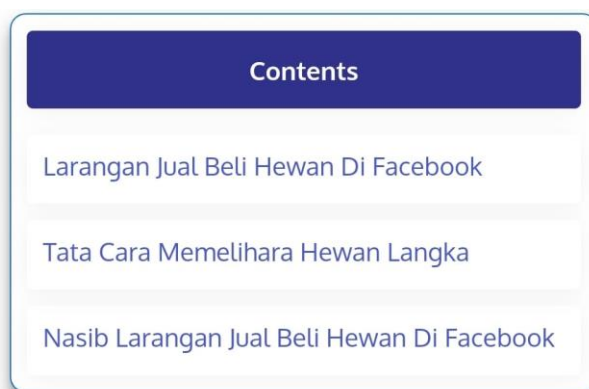 Contents
Larangan Jual Beli Hewan Di Facebook
Tata Cara Memelihara Hewan Langka
Nasib Larangan Jual Beli Hewan Di Facebook